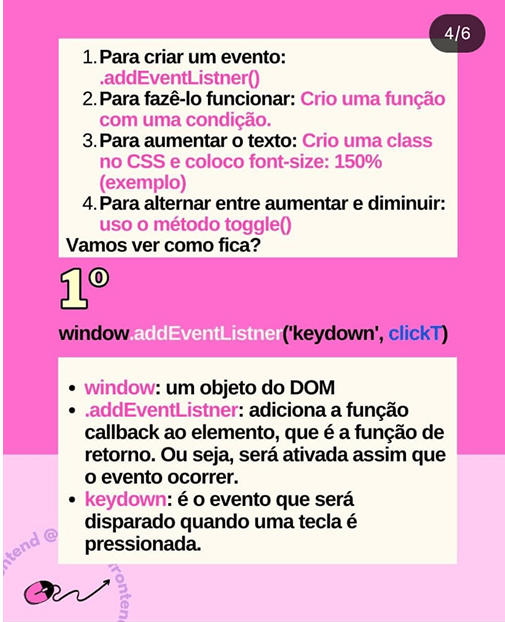 4/6
1. Para criar um evento:
.addEventListner()
2. Para fazê-lo funcionar: Crio uma função
com uma condição.
3. Para aumentar o texto: Crio uma class
no CSS e coloco font-size: 150%
(exemplo)
4. Para alternar entre aumentar e diminuir:
uso o método toggle()
Vamos ver como fica?
1º
window.addEventListner('keydown', clickT)
• window: um objeto do DOM
• .addEventListner: adiciona a função
callback ao elemento, que é a função de
retorno. Ou seja, será ativada assim que
o evento ocorrer.
• keydown: é o evento que será
disparado quando uma tecla é
pressionada.
ntend @
fronten